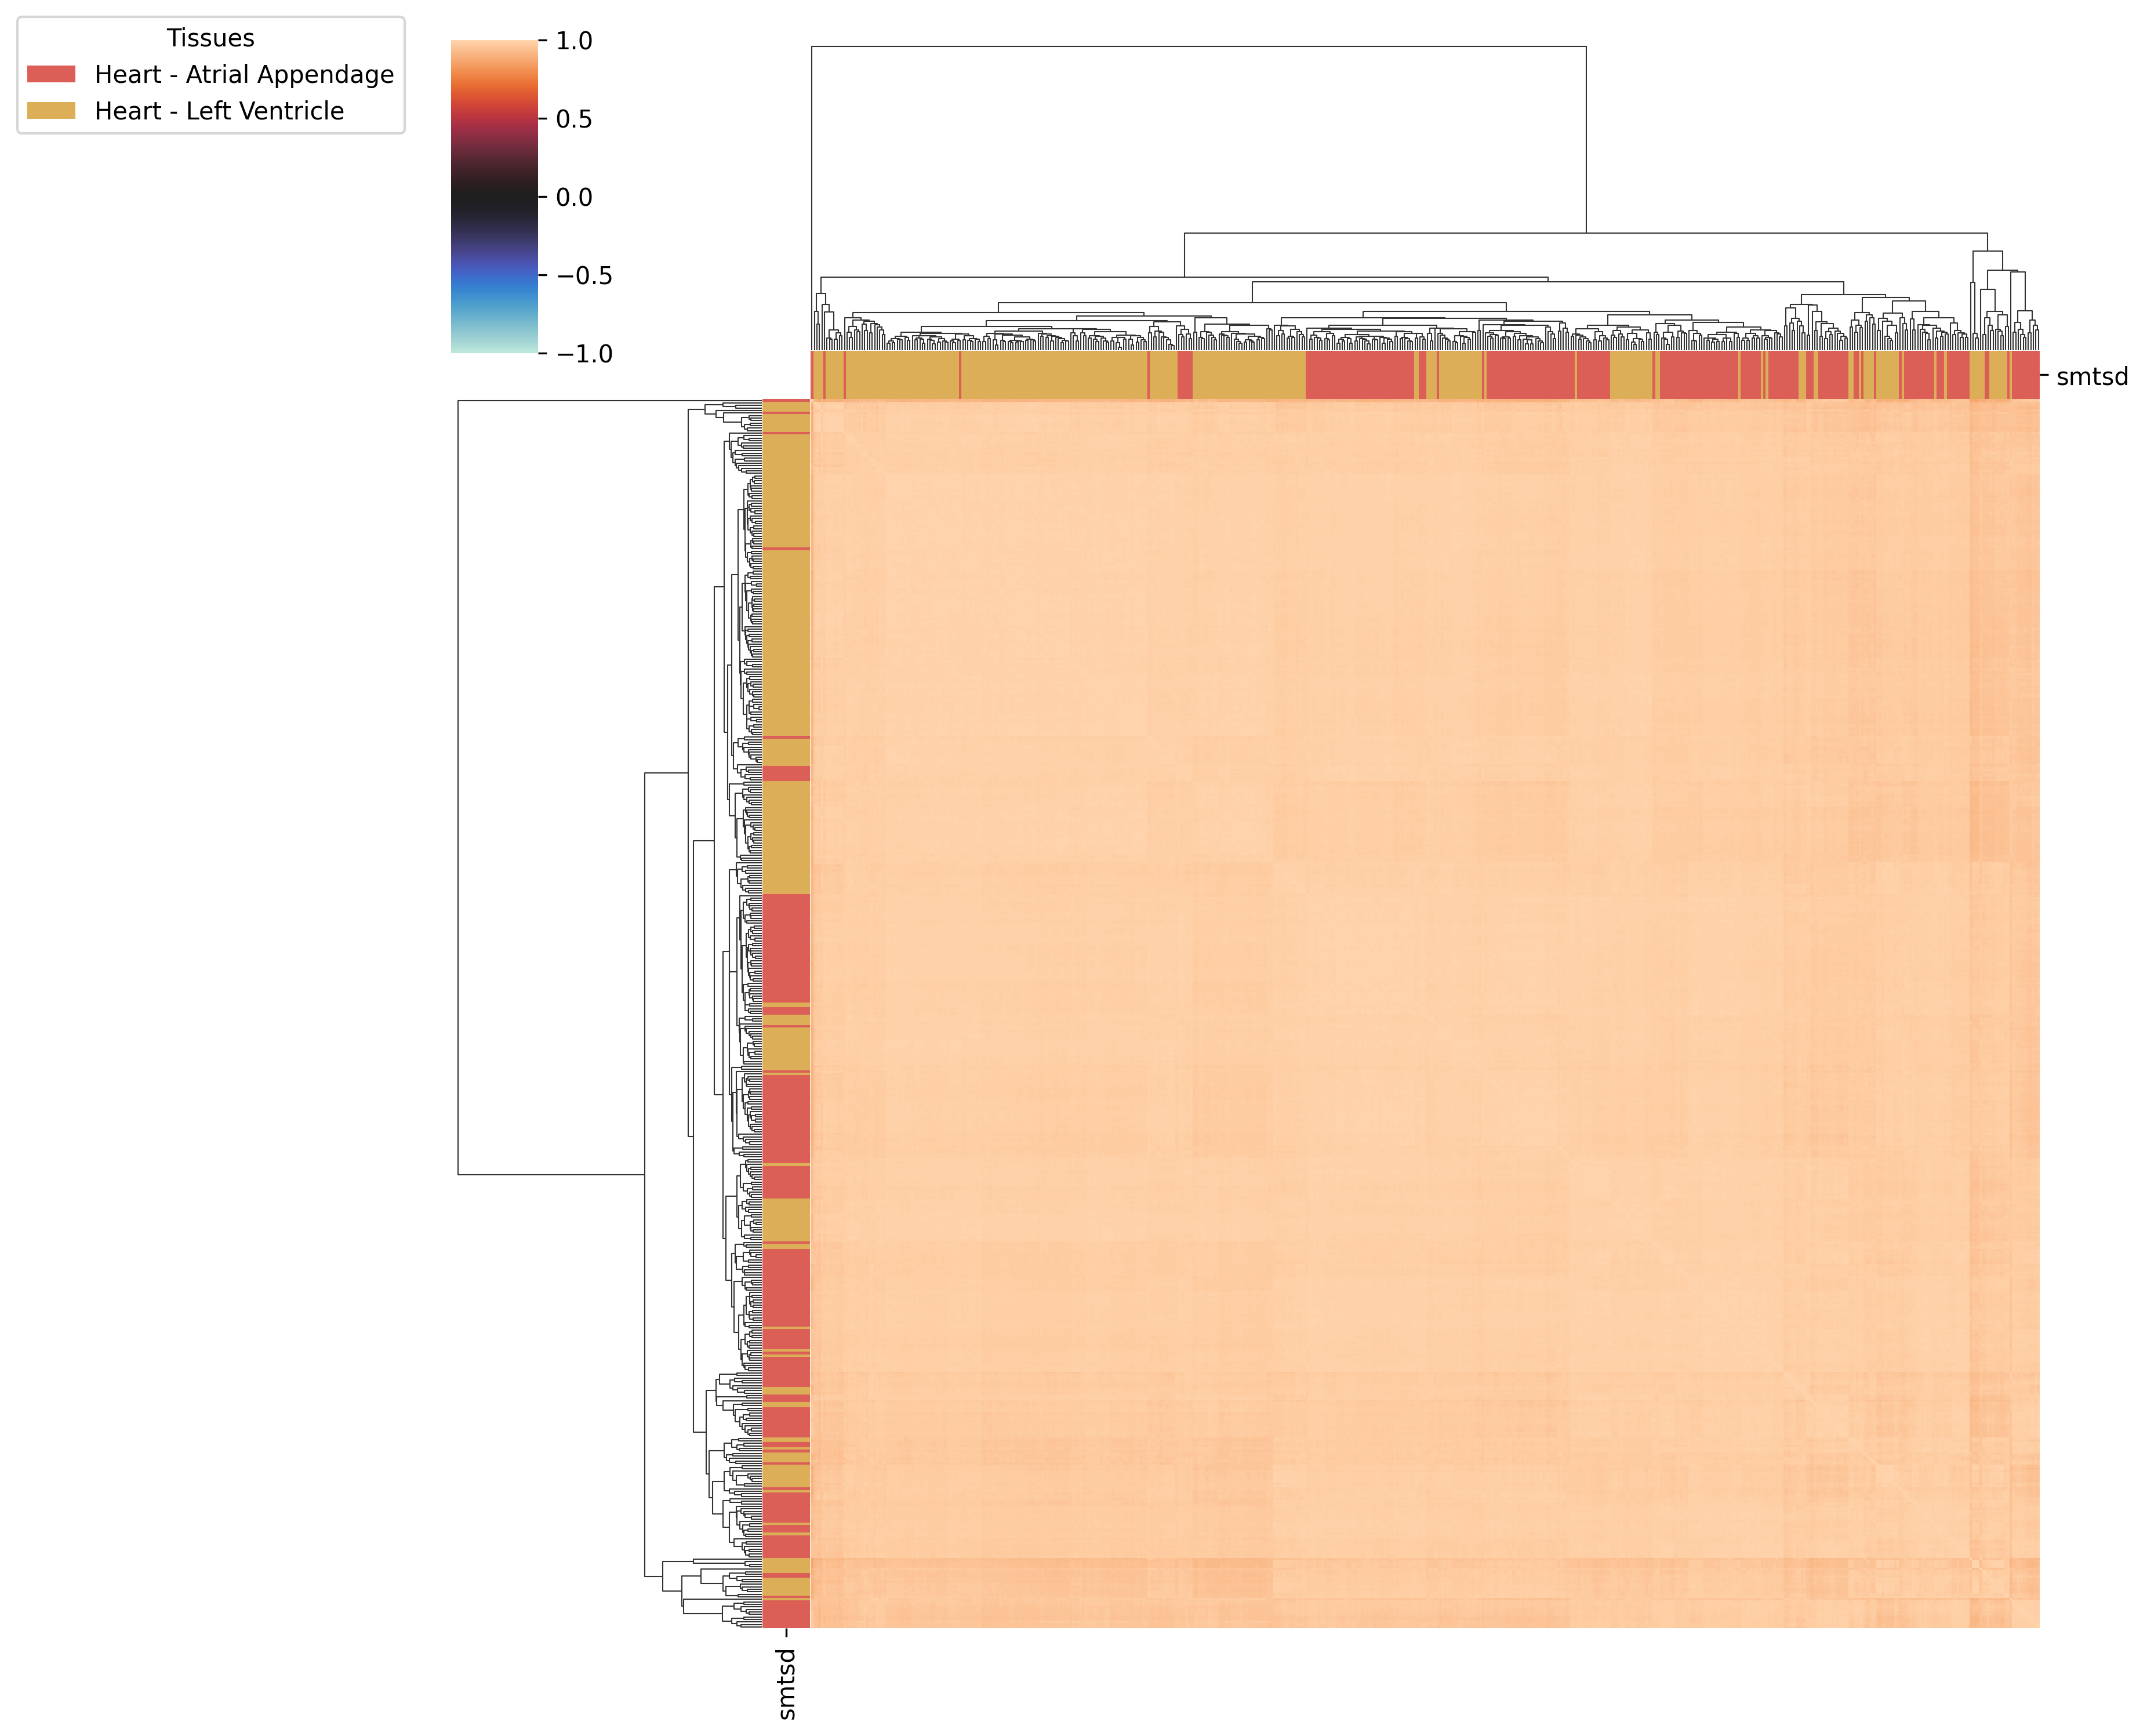 Tissues
Heart - Atrial Appendage
Heart - Left Ventricle
1.0
0.5
0.0
−0.5
−1.0
smtsd
smtsd